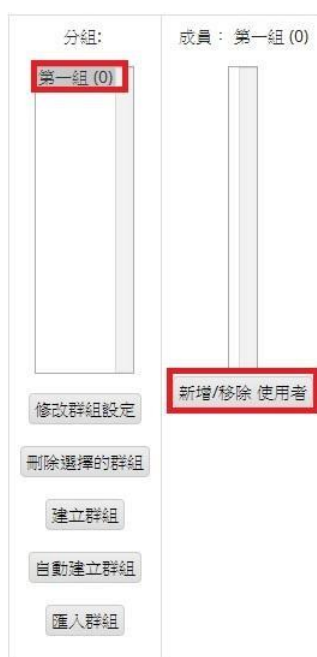 分組:
第一組 (0)
修改群組設定
刪除選擇的群組
建立群組
自動建立群組
匯入群組
成員： 第一組 (0)
新增/移除 使用者